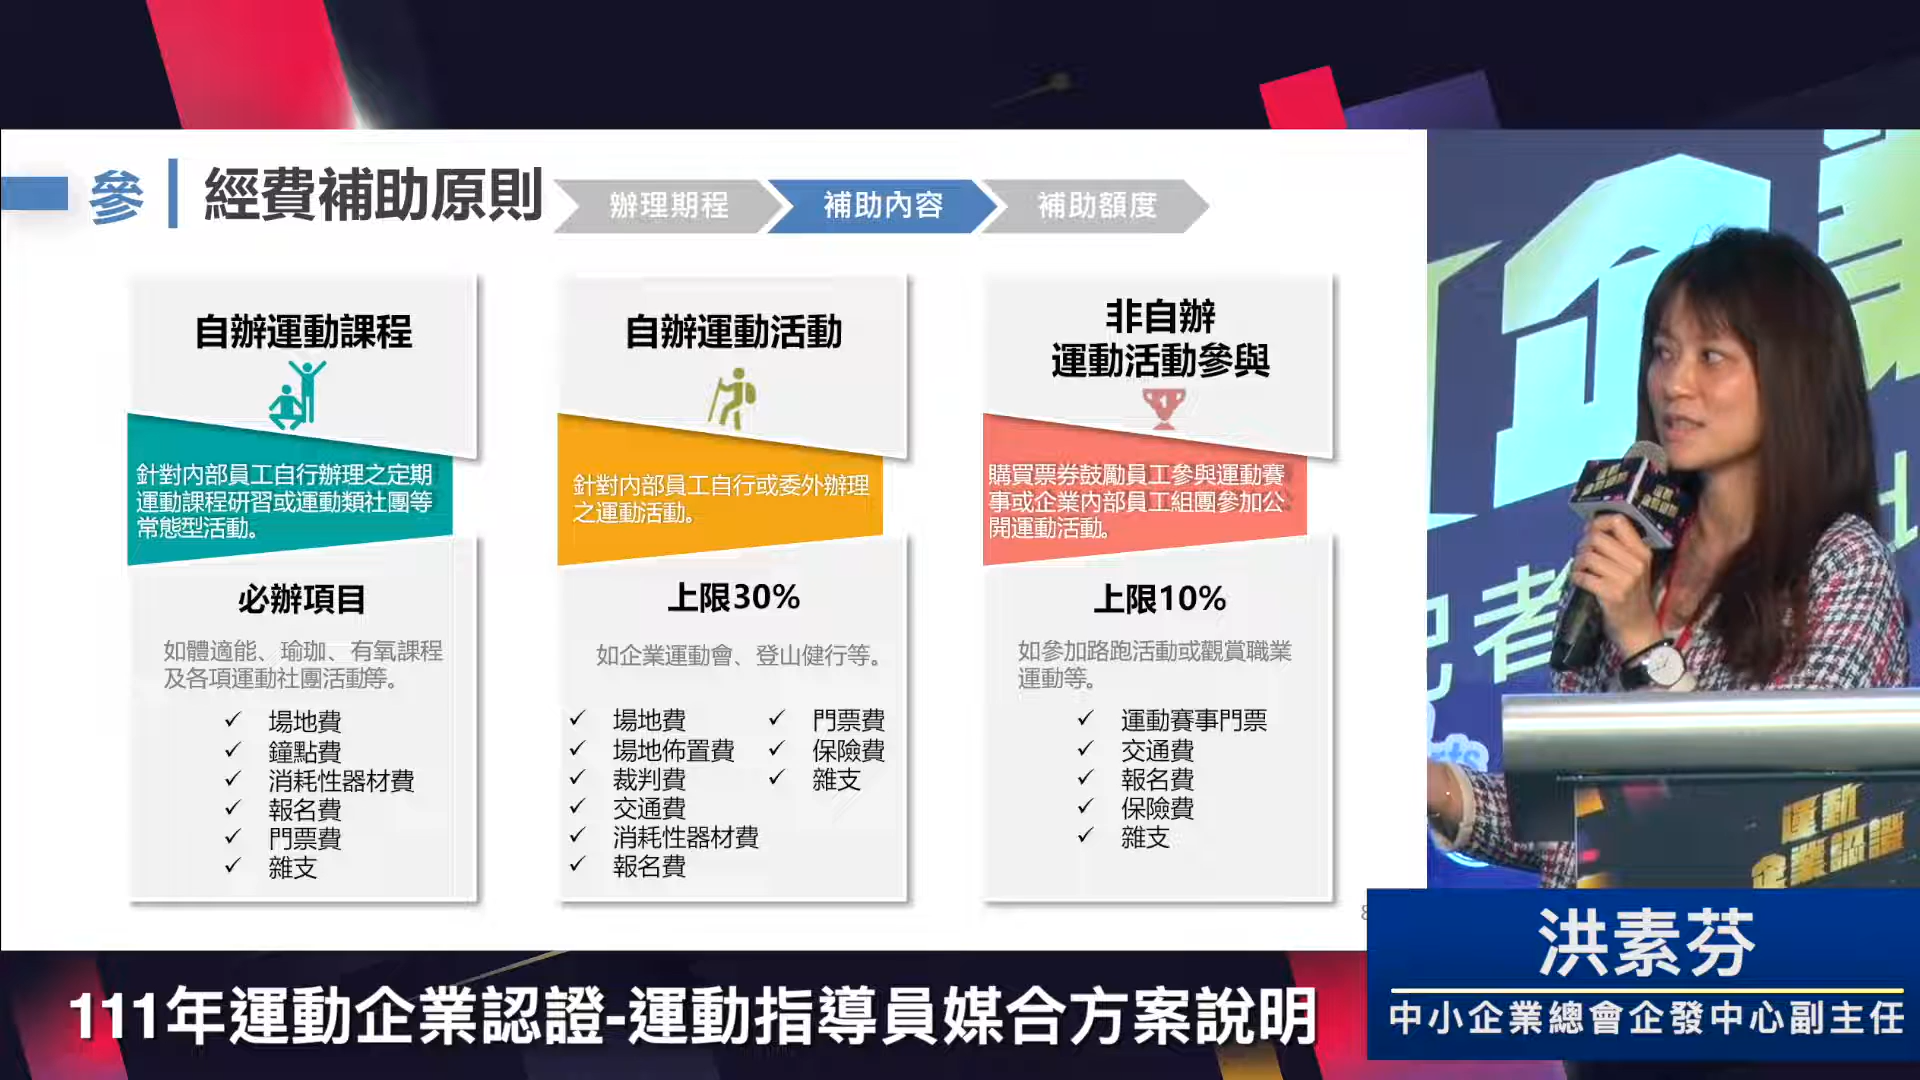 參
經費補助原則
辦理期程
補助內容
補助額度
自辦運動課程
針對內部員工自行辦理之定期
運動課程研習或運動類社團等
常態型活動。
必辦項目
如體適能、瑜珈、有氧課程
及各項運動社團活動等。
✓ 場地費
✓ 鐘點費
✓ 消耗性器材費
✓ 報名費
✓ 門票費
✓ 雜支
自辦運動活動
針對內部員工自行或委外辦理
之運動活動。
上限30%
如企業運動會、登山健行等。
✓ 場地費
✓ 場地佈置費
✓ 裁判費
✓ 交通費
✓ 消耗性器材費
✓ 報名費
✓ 門票費
✓ 保險費
✓ 雜支
非自辦
運動活動參與
1
購買票券鼓勵員工參與運動賽
事或企業內部員工組團參加公
開運動活動。
上限10%
如參加路跑活動或觀賞職業
運動等。
✓ 運動賽事門票
✓ 交通費
✓ 報名費
✓ 保險費
✓ 雜支
企業
記者
運動
企業認證
洪素芬
中小企業總會企發中心副主任
111年運動企業認證-運動指導員媒合方案說明